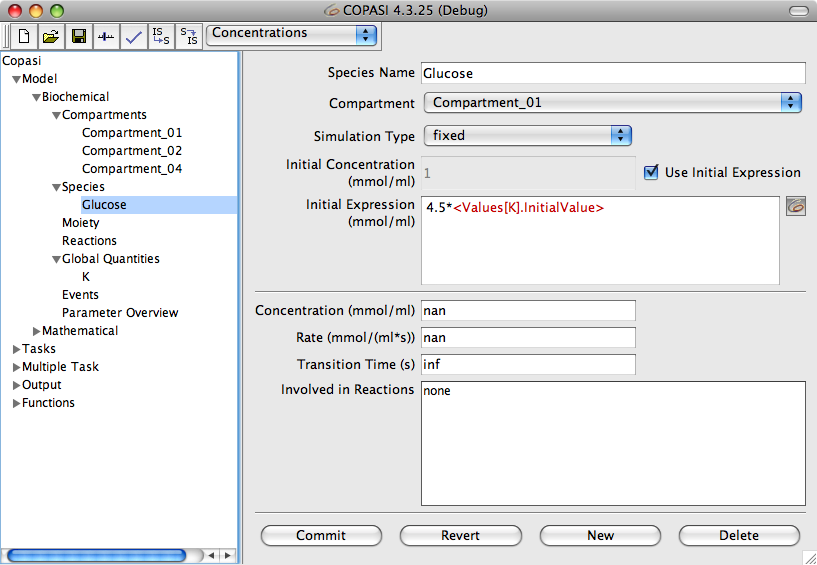 COPASI 4.3.25 (Debug)
IS S S IS Concentrations
Copasi
Model
Biochemical
Compartments
Compartment_01
Compartment_02
Compartment_04
Species
Glucose
Moiety
Reactions
Global Quantities
K
Events
Parameter Overview
Mathematical
Tasks
Multiple Task
Output
Functions
Species Name Glucose
Compartment Compartment_01
Simulation Type fixed
Initial Concentration (mmol/ml) 1 Use Initial Expression
Initial Expression (mmol/ml) 4.5*<Values[K].InitialValue>
Concentration (mmol/ml) nan
Rate (mmol/(ml*s)) nan
Transition Time (s) inf
Involved in Reactions none
Commit Revert New Delete